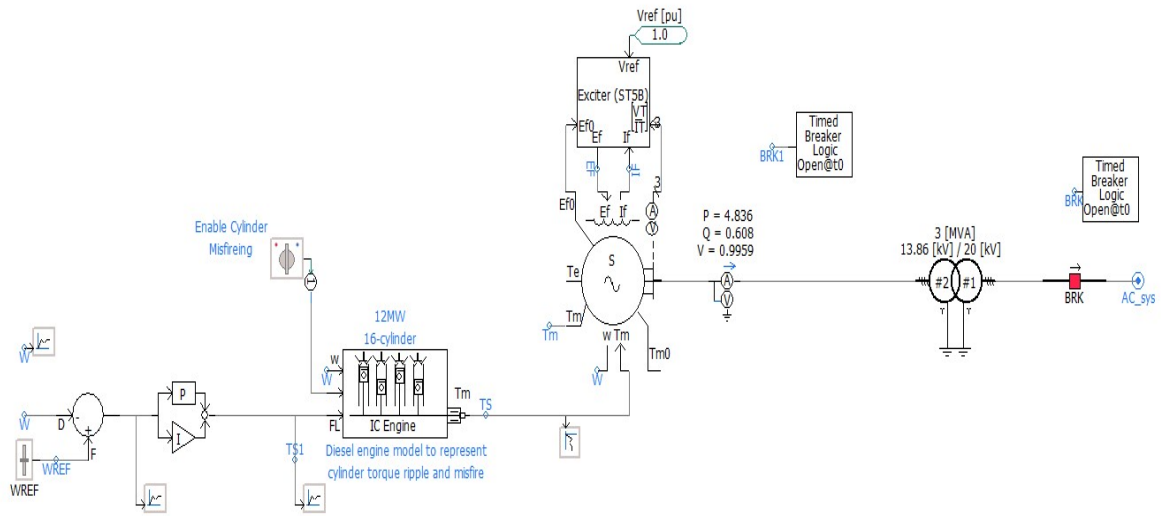 Vref [pu]
1.0
Vref
Exciter (ST5B)
VT
IT
3
Ef0
Ef
If
EF
IF
3
Ef0
Ef
If
A
V
Timed
Breaker
Logic
Open@t0
BRK1
Timed
Breaker
Logic
Open@t0
BRK
Enable Cylinder
Misfireing
P = 4.836
Q = 0.608
V = 0.9959
S
Te
Tm
Tm
w Tm
Tm0
W
A
V
3 [MVA]
13.86 [kV] / 20 [kV]
#2
#1
BRK
AC_sys
12MW
16-cylinder
w
W
Tm
TS
FL
IC Engine
Diesel engine model to represent
cylinder torque ripple and misfire
W
W
D
-
+
F
P
I
TS1
WREF
WREF